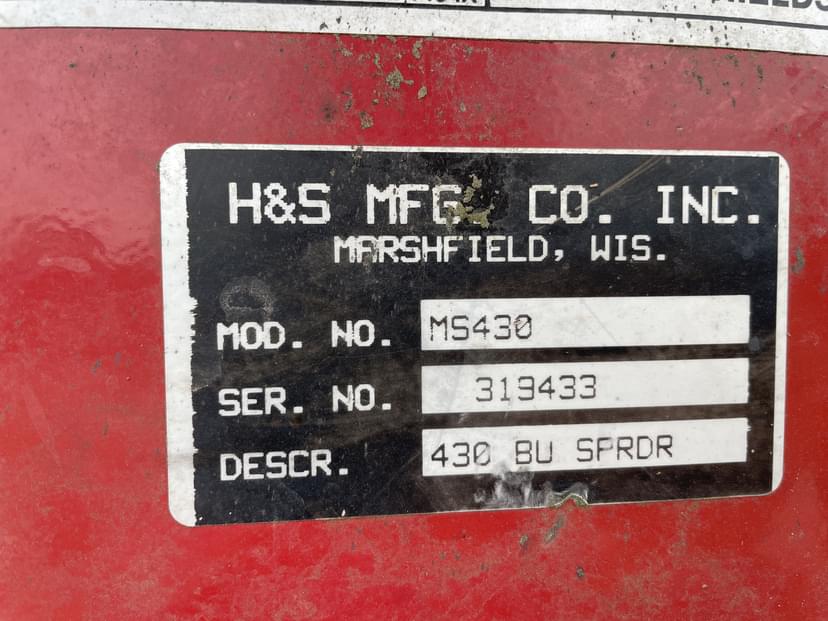 H&S MFG. CO. INC.
MARSHFIELD, WIS.
MOD. NO. MS430
SER. NO. 319433
DESCR. 430 BU SPRDR